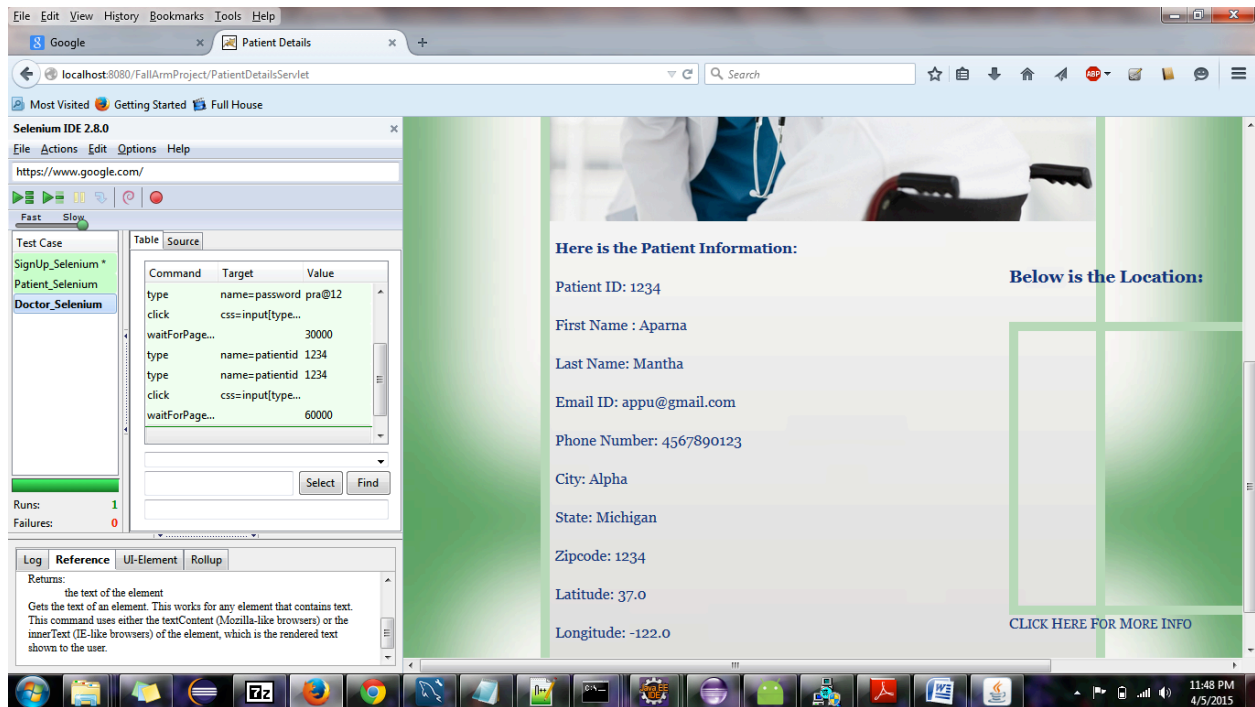 File Edit View History Bookmarks Tools Help
Google × Patient Details × +
localhost:8080/FallArmProject/PatientDetailsServlet Search ABP
Most Visited Getting Started Full House
Selenium IDE 2.8.0 ×
File Actions Edit Options Help
https://www.google.com/
Fast Slow
Test Case
SignUp_Selenium *
Patient_Selenium
Doctor_Selenium
Table Source
Command Target Value
type name=password pra@12
click css=input[type...
waitForPage... 30000
type name=patientid 1234
type name=patientid 1234
click css=input[type...
waitForPage... 60000
Select Find
Runs: 1
Failures: 0
Log Reference UI-Element Rollup
Returns:
the text of the element
Gets the text of an element. This works for any element that contains text.
This command uses either the textContent (Mozilla-like browsers) or the
innerText (IE-like browsers) of the element, which is the rendered text
shown to the user.
Here is the Patient Information:
Patient ID: 1234
First Name : Aparna
Last Name: Mantha
Email ID: appu@gmail.com
Phone Number: 4567890123
City: Alpha
State: Michigan
Zipcode: 1234
Latitude: 37.0
Longitude: -122.0
Below is the Location:
CLICK HERE FOR MORE INFO
11:48 PM
4/5/2015